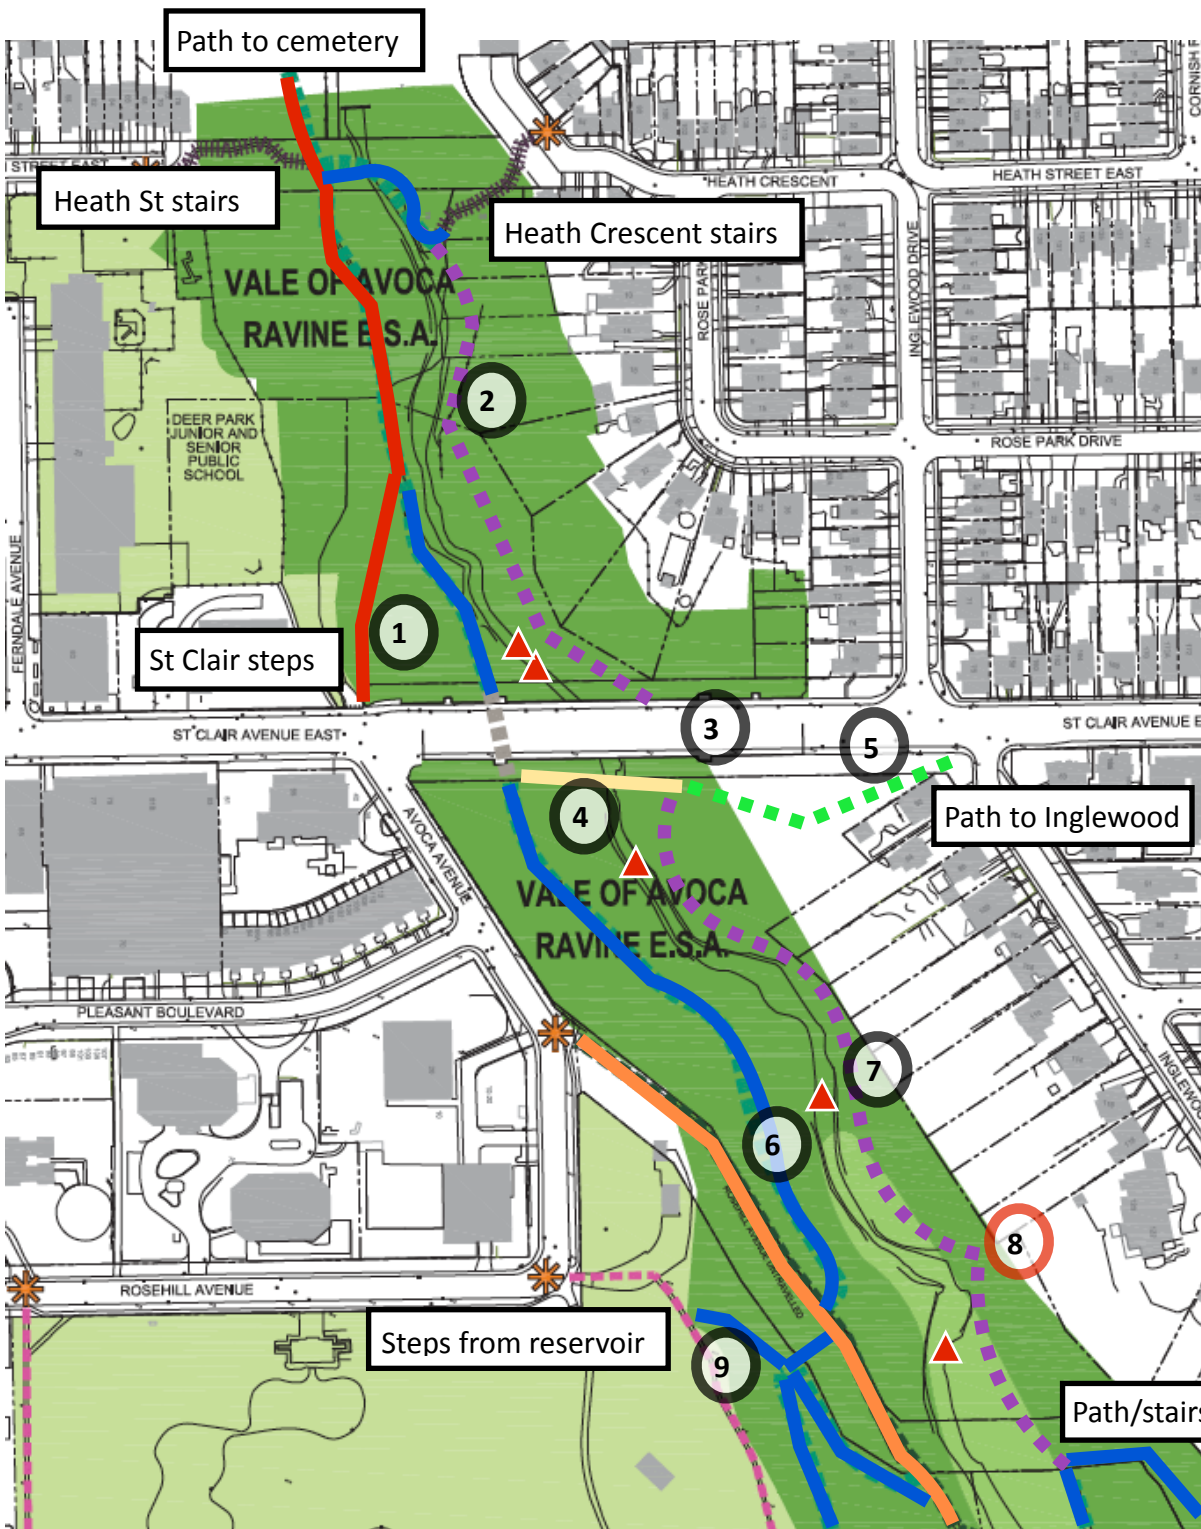 Path to cemetery
CORNISH
STREET EAST
HEATH CRESCENT
HEATH STREET EAST
Heath St stairs
Heath Crescent stairs
VALE OF AVOCA
RAVINE E.S.A.
ROSE PARK
INGLEWOOD DRIVE
2
DEER PARK
JUNIOR AND
SENIOR
PUBLIC
SCHOOL
ROSE PARK DRIVE
FERNDALE AVENUE
1
St Clair steps
3
5
ST CLAIR AVENUE EAST
ST CLAIR AVENUE E
4
AVOCA AVENUE
Path to Inglewood
VALE OF AVOCA
RAVINE E.S.A.
PLEASANT BOULEVARD
7
INGLEWO
6
8
ROSEHILL AVENUE
Steps from reservoir
9
Path/stairs